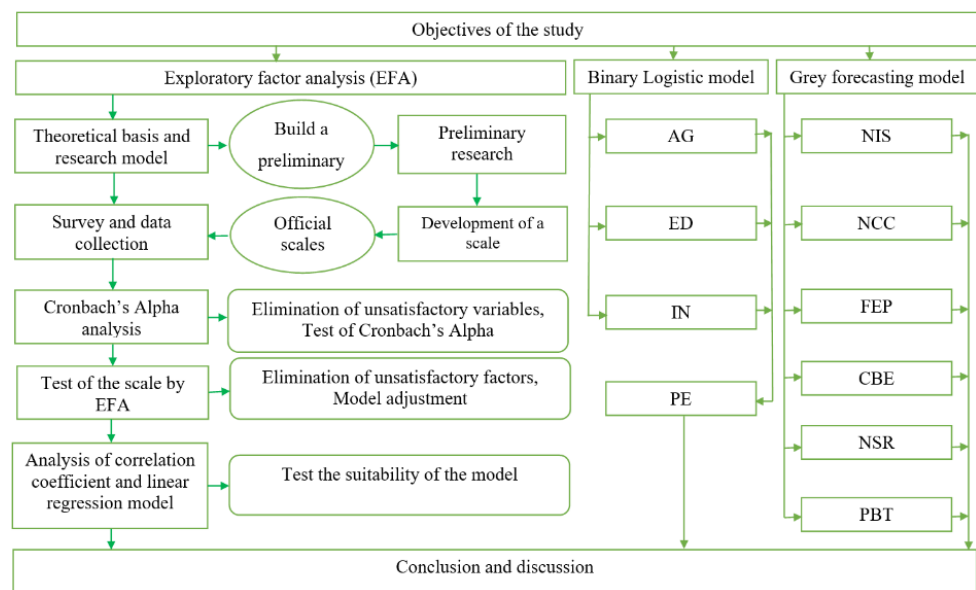 Objectives of the study
Exploratory factor analysis (EFA)
Binary Logistic model
Grey forecasting model
Theoretical basis and
research model
Build a
preliminary
Preliminary
research
Survey and data
collection
Official
scales
Development of a
scale
Cronbach's Alpha
analysis
Elimination of unsatisfactory variables,
Test of Cronbach's Alpha
Test of the scale by
EFA
Elimination of unsatisfactory factors,
Model adjustment
Analysis of correlation
coefficient and linear
regression model
Test the suitability of the model
AG
ED
IN
PE
NIS
NCC
FEP
CBE
NSR
PBT
Conclusion and discussion